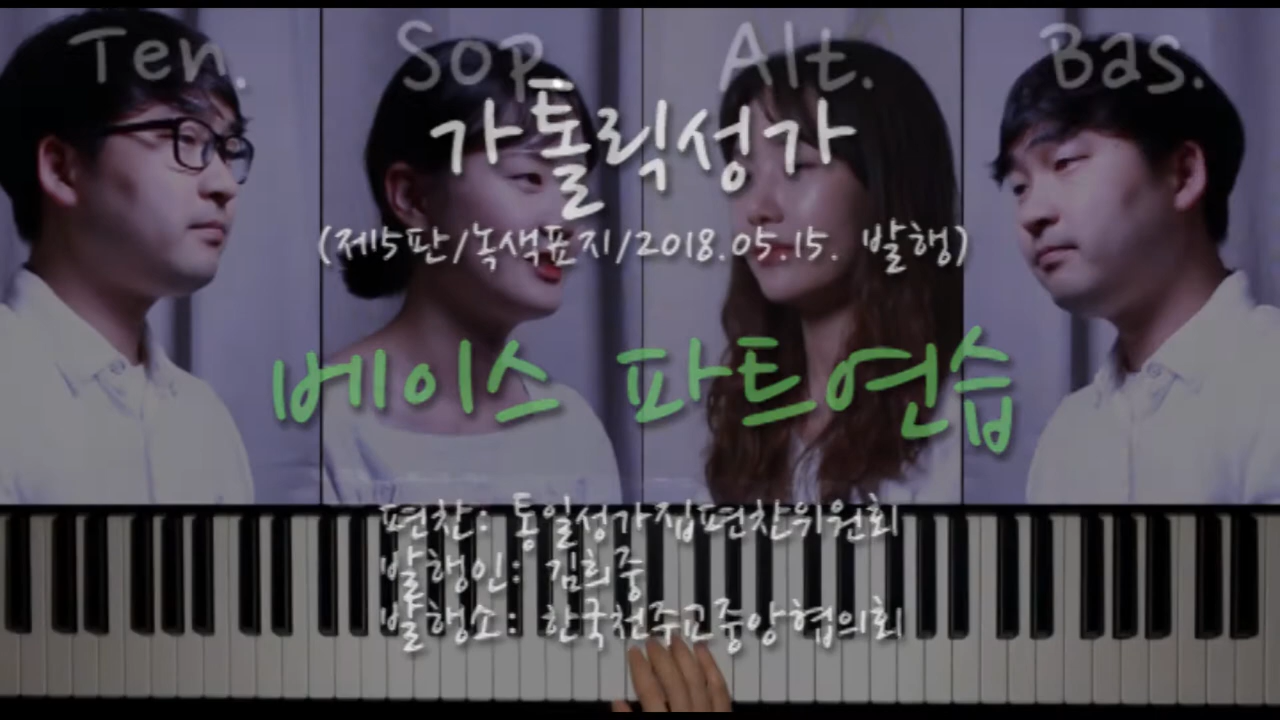 Ten. Sop. Alt. Bas.
가톨릭성가
(제5판/녹색표지/2018.05.15. 발행)
베이스 파트연습
편찬: 통일성가집편찬위원회
발행인: 김희중
발행소: 한국천주교중앙협의회